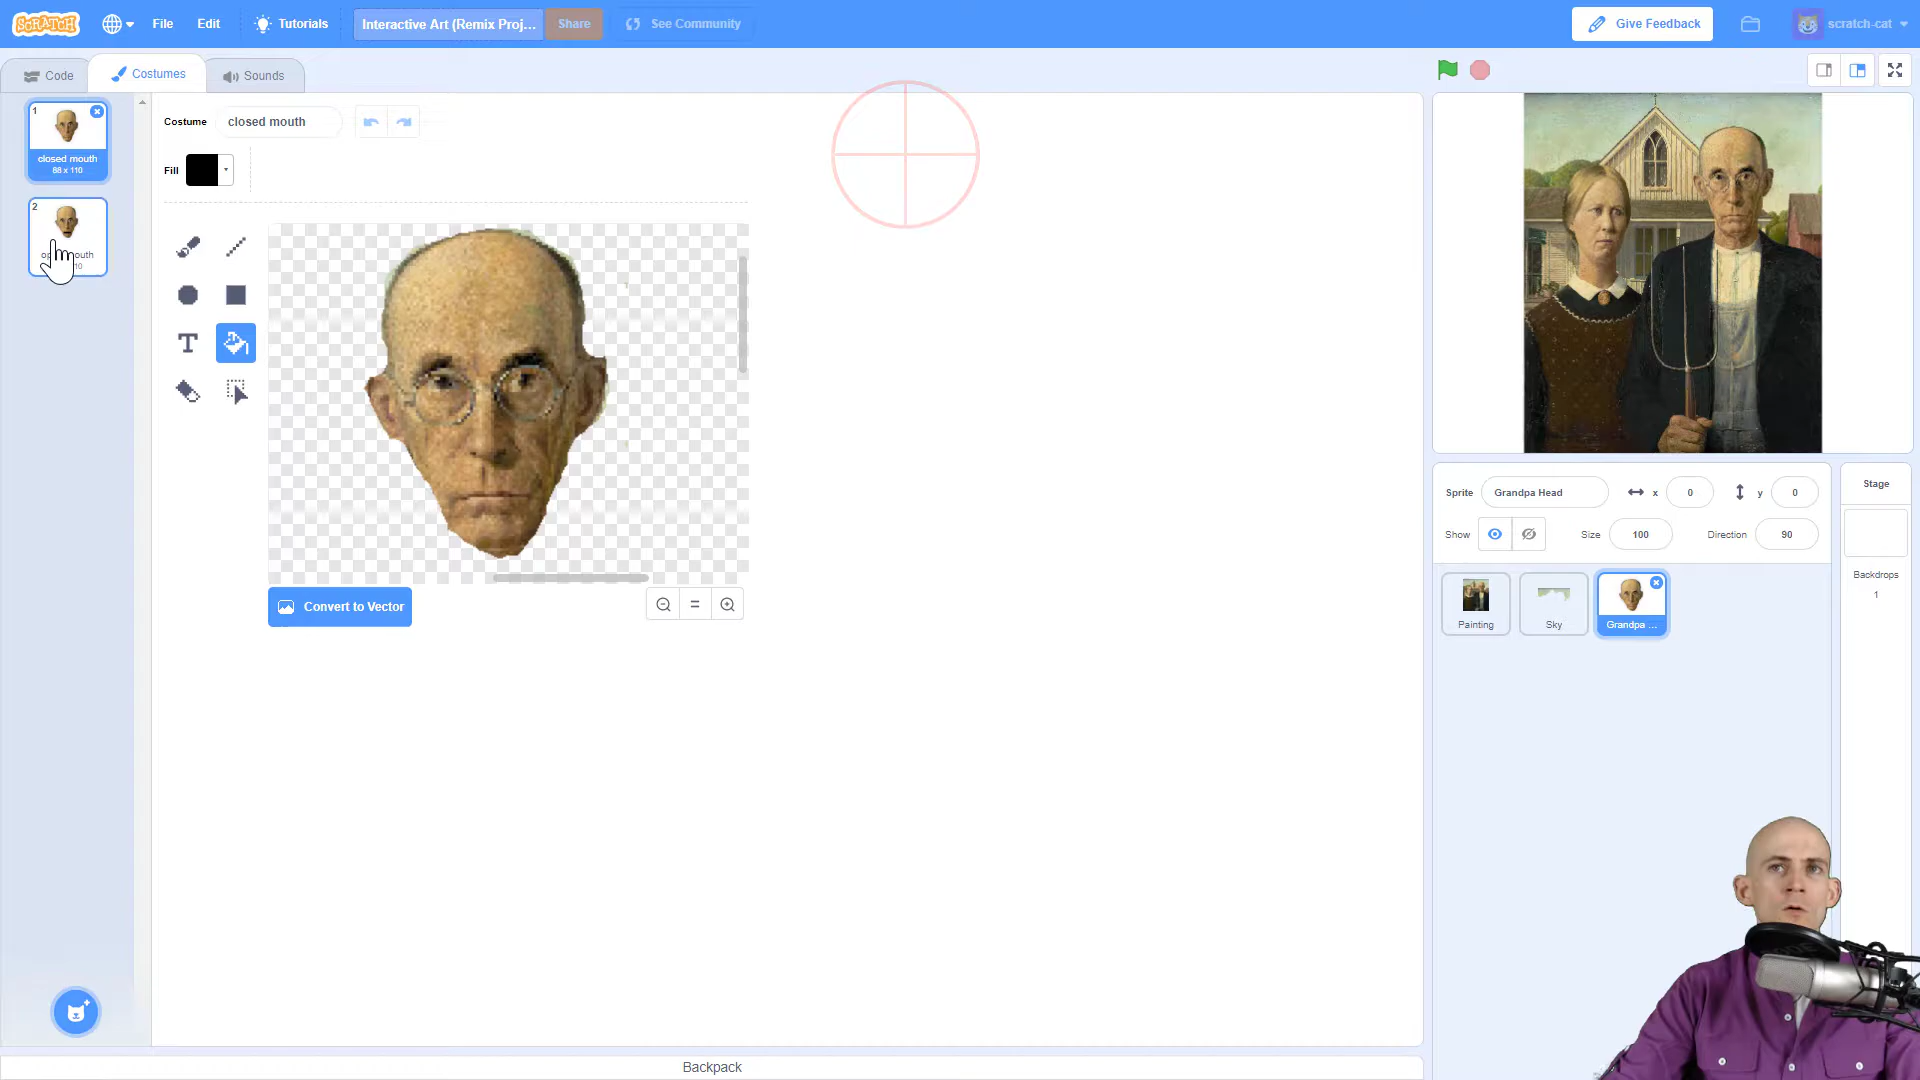 SCRATCH File Edit Tutorials Interactive Art (Remix Proj... Share See Community Give Feedback scratch-cat
Code Costumes Sounds
1
closed mouth
2
Costume closed mouth
Fill
T
Convert to Vector
Sprite Grandpa Head x 0 y 0
Show Size 100 Direction 90
Painting Sky Grandpa ...
Stage
Backdrops
1
Backpack